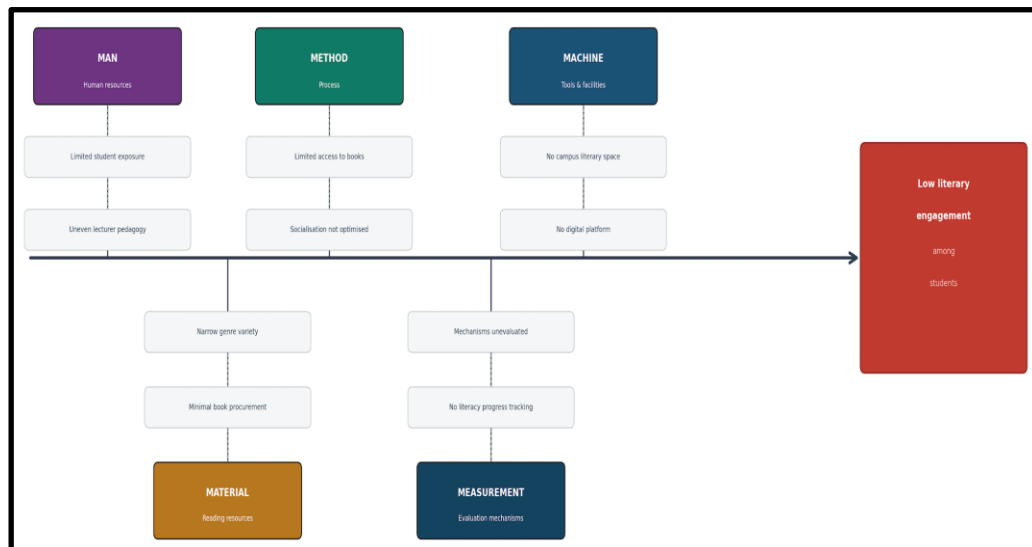 MAN
Human resources
METHOD
Process
MACHINE
Tools & facilities
Limited student exposure
Limited access to books
No campus literary space
Uneven lecturer pedagogy
Socialisation not optimised
No digital platform
Low literary
engagement
among
students
Narrow genre variety
Mechanisms unevaluated
Minimal book procurement
No literacy progress tracking
MATERIAL
Reading resources
MEASUREMENT
Evaluation mechanisms